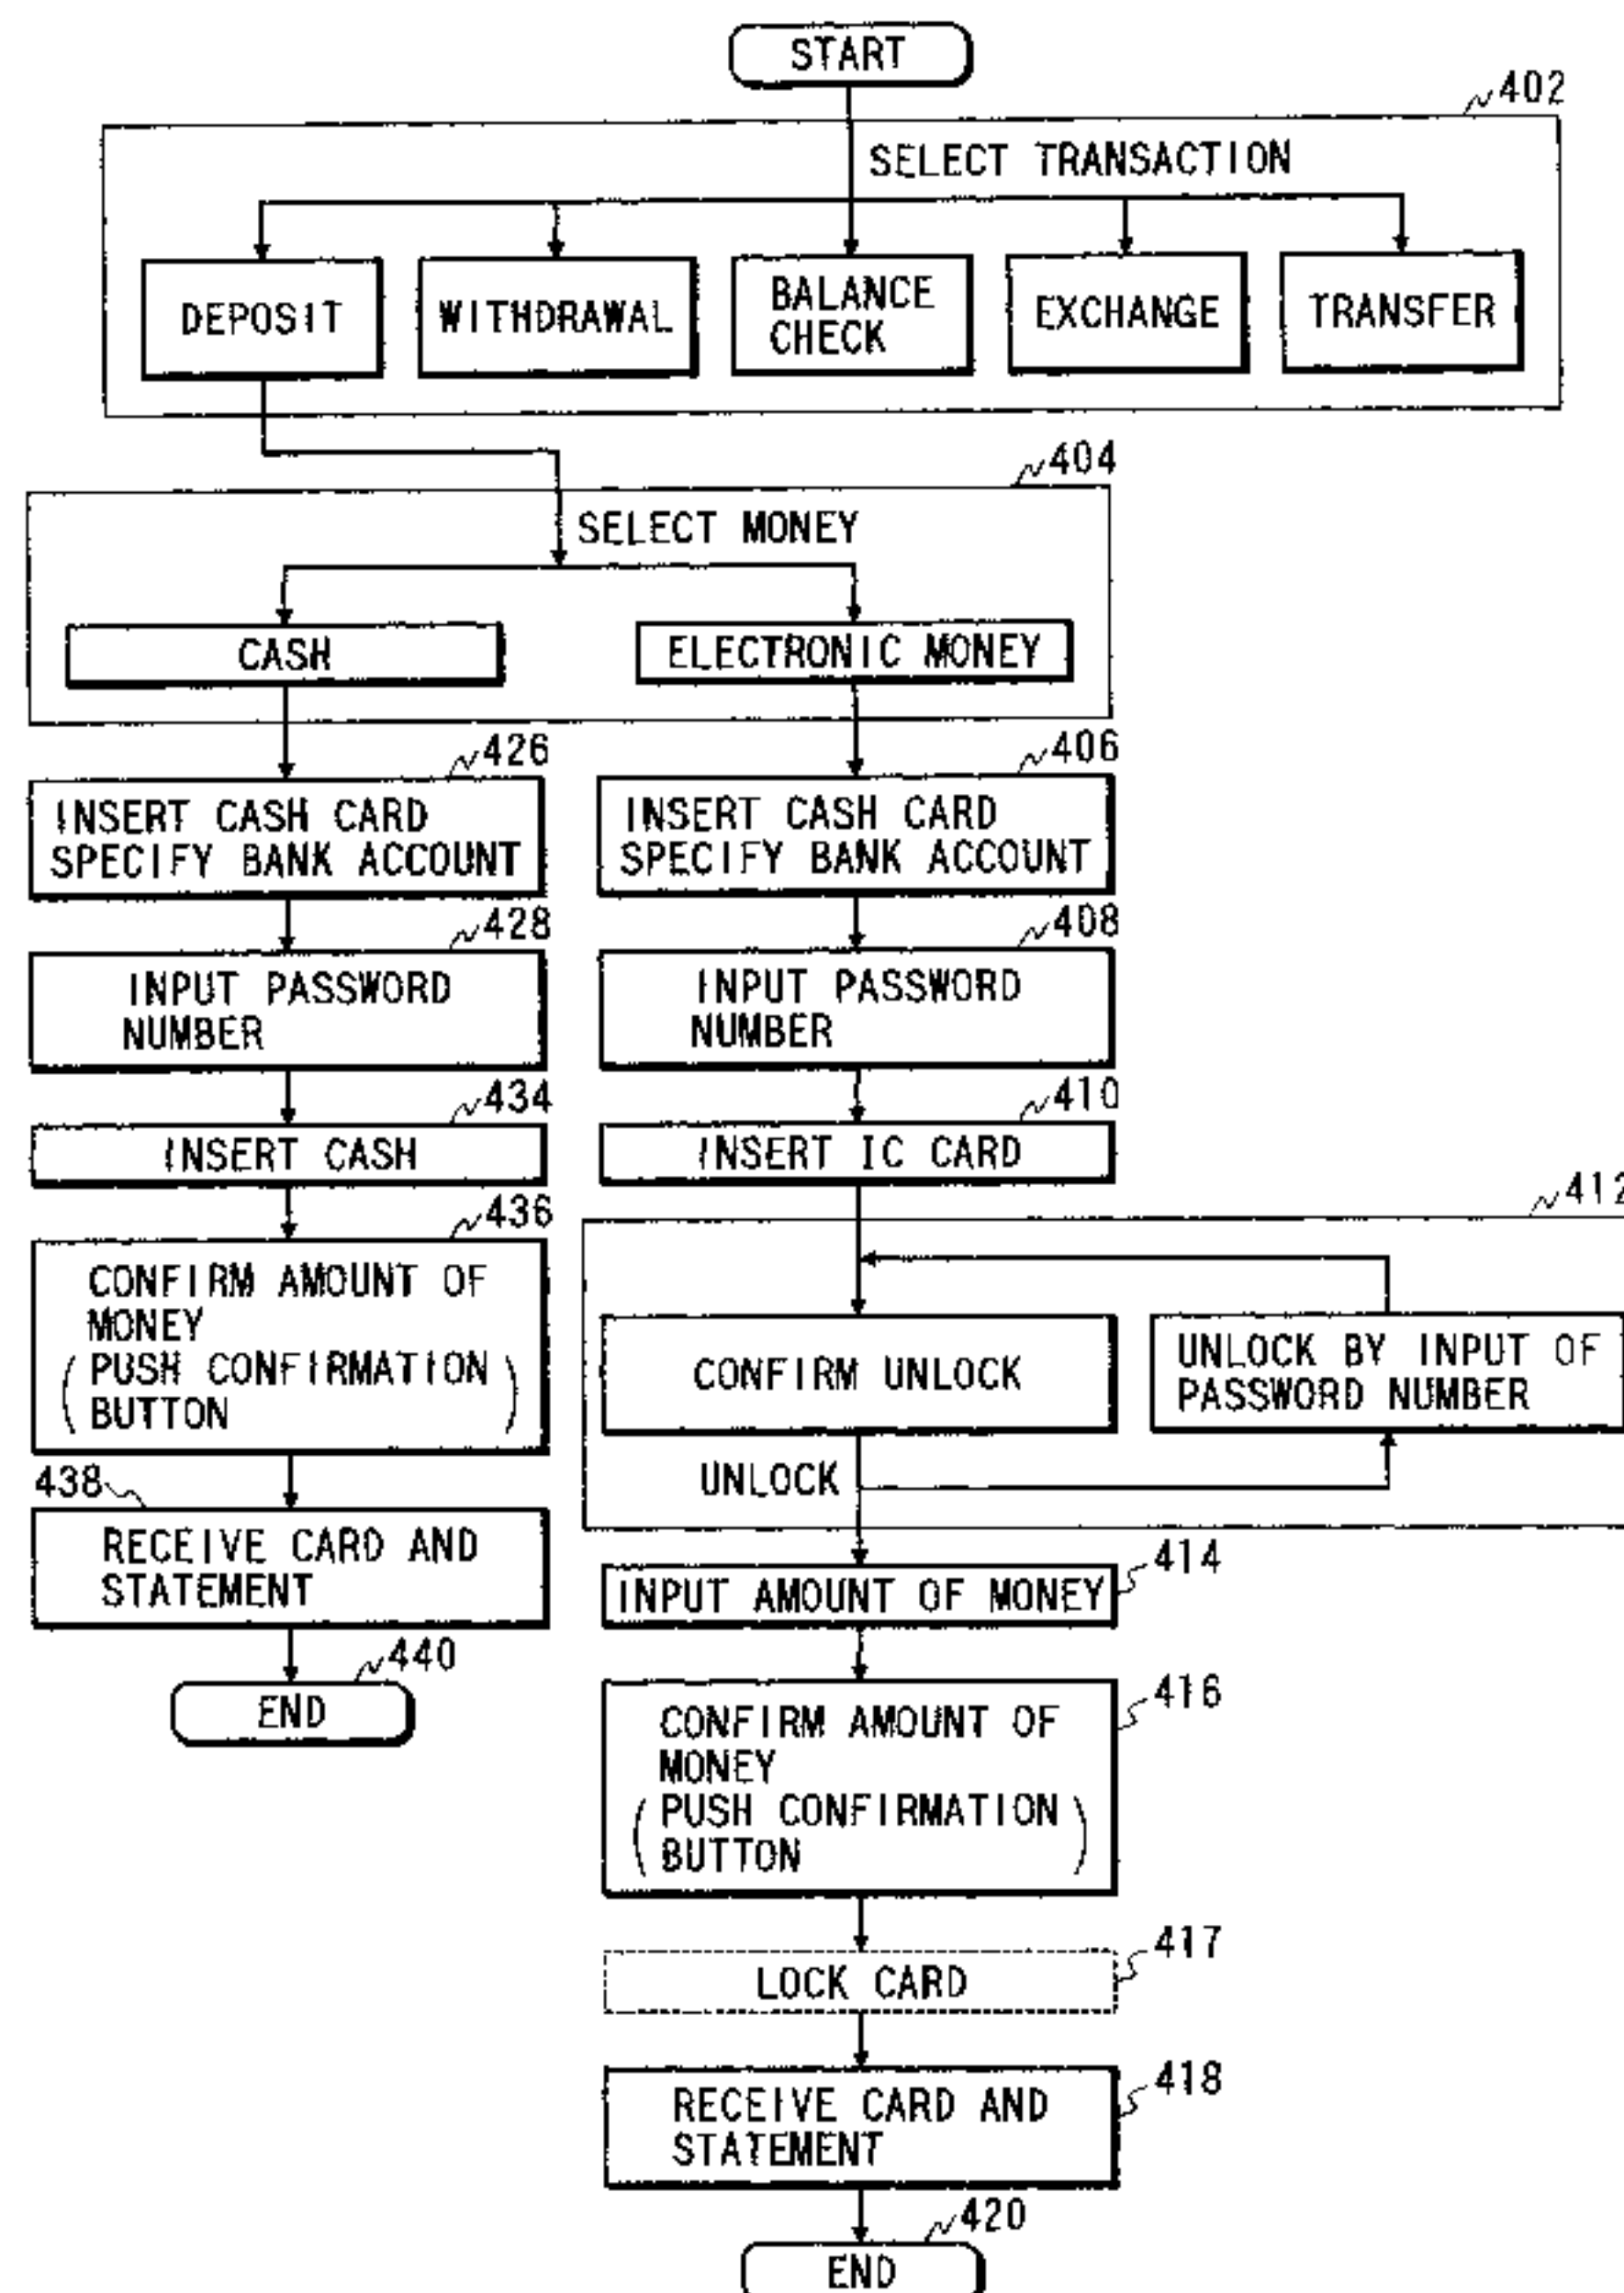 START
402
SELECT TRANSACTION
DEPOSIT
WITHDRAWAL
BALANCE
CHECK
EXCHANGE
TRANSFER
404
SELECT MONEY
CASH
ELECTRONIC MONEY
426
INSERT CASH CARD
SPECIFY BANK ACCOUNT
428
INPUT PASSWORD
NUMBER
434
INSERT CASH
436
CONFIRM AMOUNT OF
MONEY
(PUSH CONFIRMATION
BUTTON)
438
RECEIVE CARD AND
STATEMENT
440
END
406
INSERT CASH CARD
SPECIFY BANK ACCOUNT
408
INPUT PASSWORD
NUMBER
410
INSERT IC CARD
412
CONFIRM UNLOCK
UNLOCK BY INPUT OF
PASSWORD NUMBER
UNLOCK
414
INPUT AMOUNT OF MONEY
416
CONFIRM AMOUNT OF
MONEY
(PUSH CONFIRMATION
BUTTON)
417
LOCK CARD
418
RECEIVE CARD AND
STATEMENT
420
END